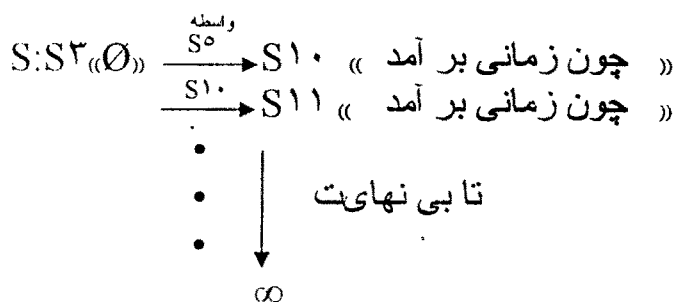 واسطه
S:S۳«Ø» S۵ S۱۰ « چون زمانی بر آمد »
S۱۰ S۱۱ « چون زمانی بر آمد »
تا بی نهایت
∞